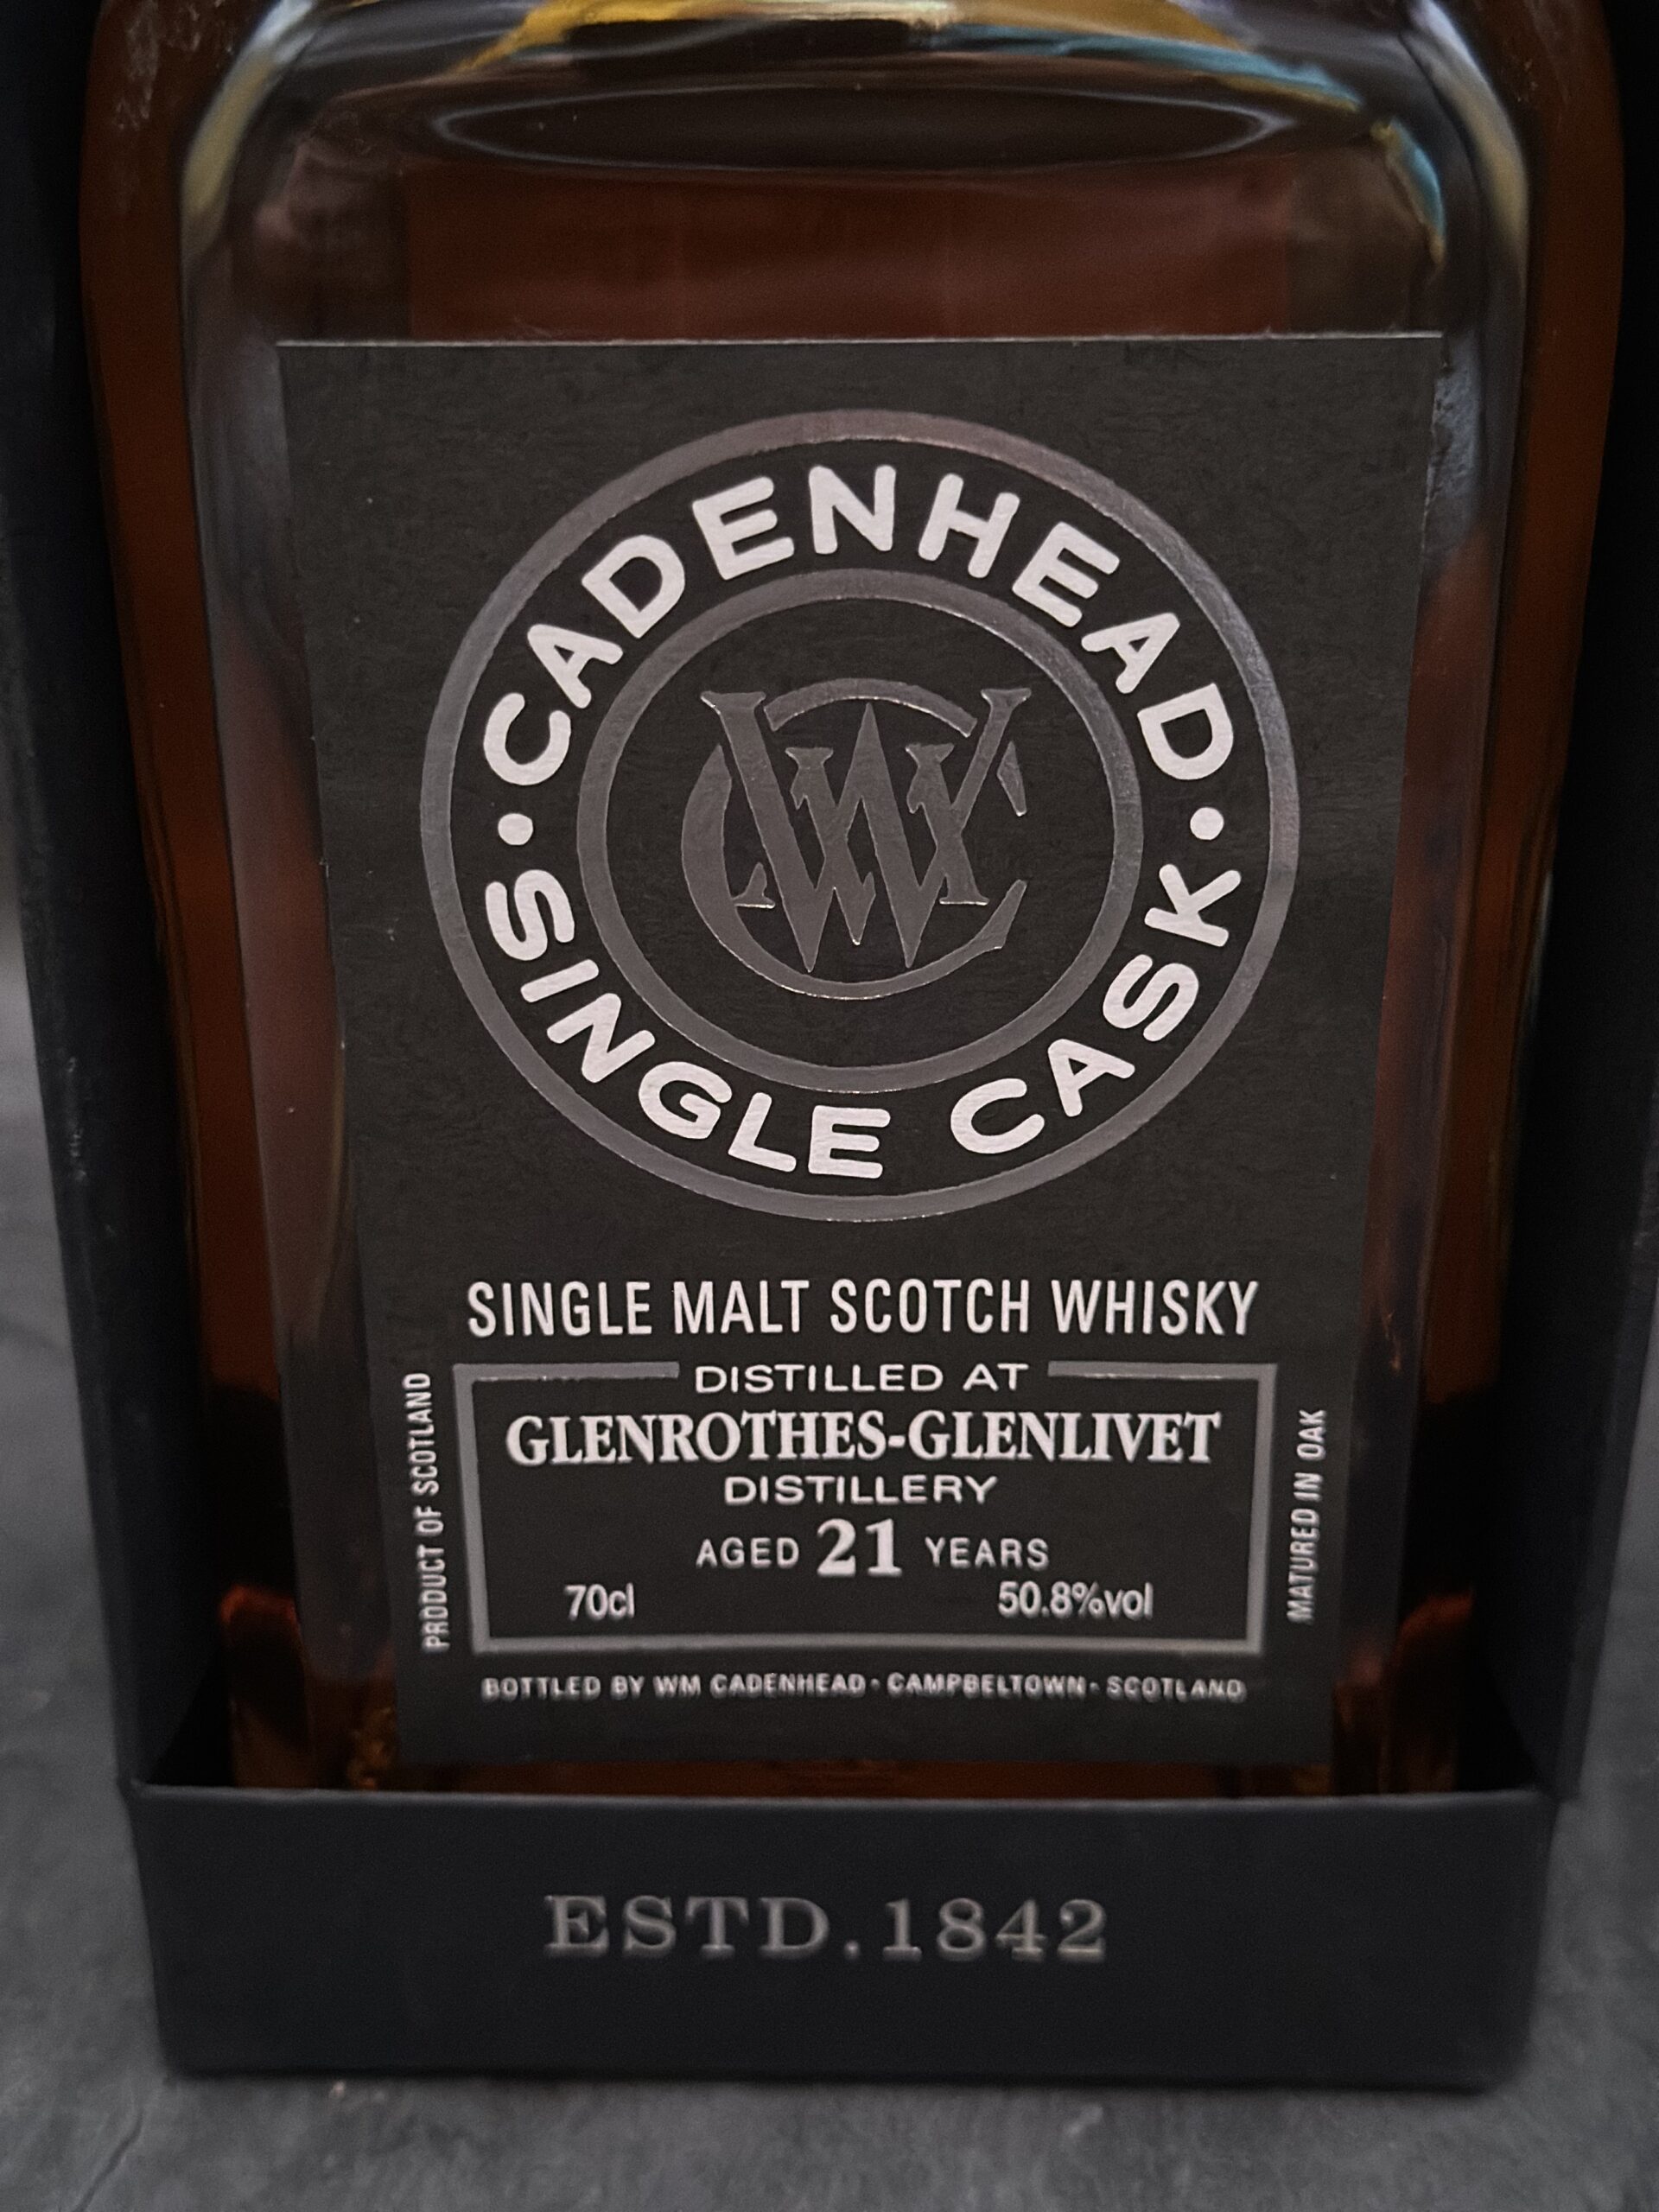 ·CADENHEAD·
SINGLE CASK
WC
SINGLE MALT SCOTCH WHISKY
DISTILLED AT
GLENROTHES-GLENLIVET
DISTILLERY
AGED 21 YEARS
70cl 50.8%vol
PRODUCT OF SCOTLAND
MATURED IN OAK
BOTTLED BY WM CADENHEAD · CAMPBELTOWN · SCOTLAND
ESTD.1842